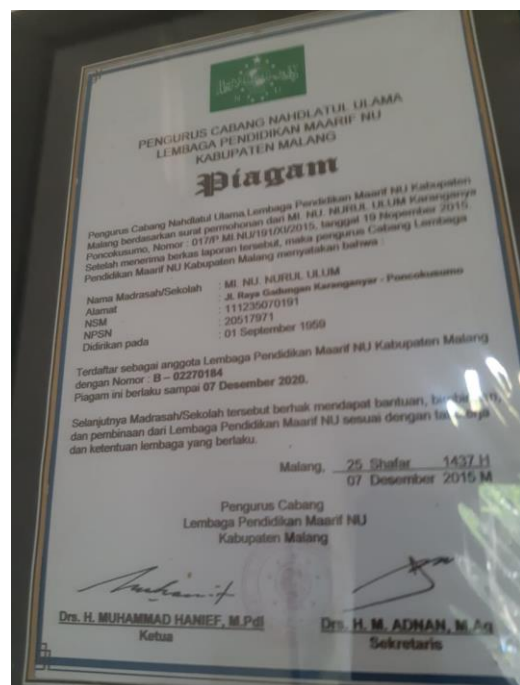 PENGURUS CABANG NAHDLATUL ULAMA
LEMBAGA PENDIDIKAN MAARIF NU
KABUPATEN MALANG
Piagam
Pengurus Cabang Nahdlatul Ulama Lembaga Pendidikan Maarif NU Kabupaten
Malang berdasarkan surat permohonan dari MI. NU. NURUL ULUM Karanganyar
Poncokusumo, Nomor : 017/P MI.NU/191/XI/2015, tanggal 19 Nopember 2015.
Setelah menerima berkas laporan tersebut, maka pengurus Cabang Lembaga
Pendidikan Maarif NU Kabupaten Malang menyatakan bahwa :
Nama Madrasah/Sekolah : MI. NU. NURUL ULUM
Alamat : Jl. Raya Gadungan Karanganyar - Poncokusumo
NSM : 111235070191
NPSN : 20517971
Didirikan pada : 01 September 1959
Terdaftar sebagai anggota Lembaga Pendidikan Maarif NU Kabupaten Malang
dengan Nomor : B – 02270184
Piagam ini berlaku sampai 07 Desember 2020.
Selanjutnya Madrasah/Sekolah tersebut berhak mendapat bantuan,
dan pembinaan dari Lembaga Pendidikan Maarif NU sesuai dengan
dan ketentuan lembaga yang berlaku.
Malang, 25 Shafar 1437 H
07 Desember 2015 M
Pengurus Cabang
Lembaga Pendidikan Maarif NU
Kabupaten Malang
Drs. H. MUHAMMAD HANIEF, M.PdI
Ketua
Drs. H. M. ADNAN, M.Ag
Sekretaris